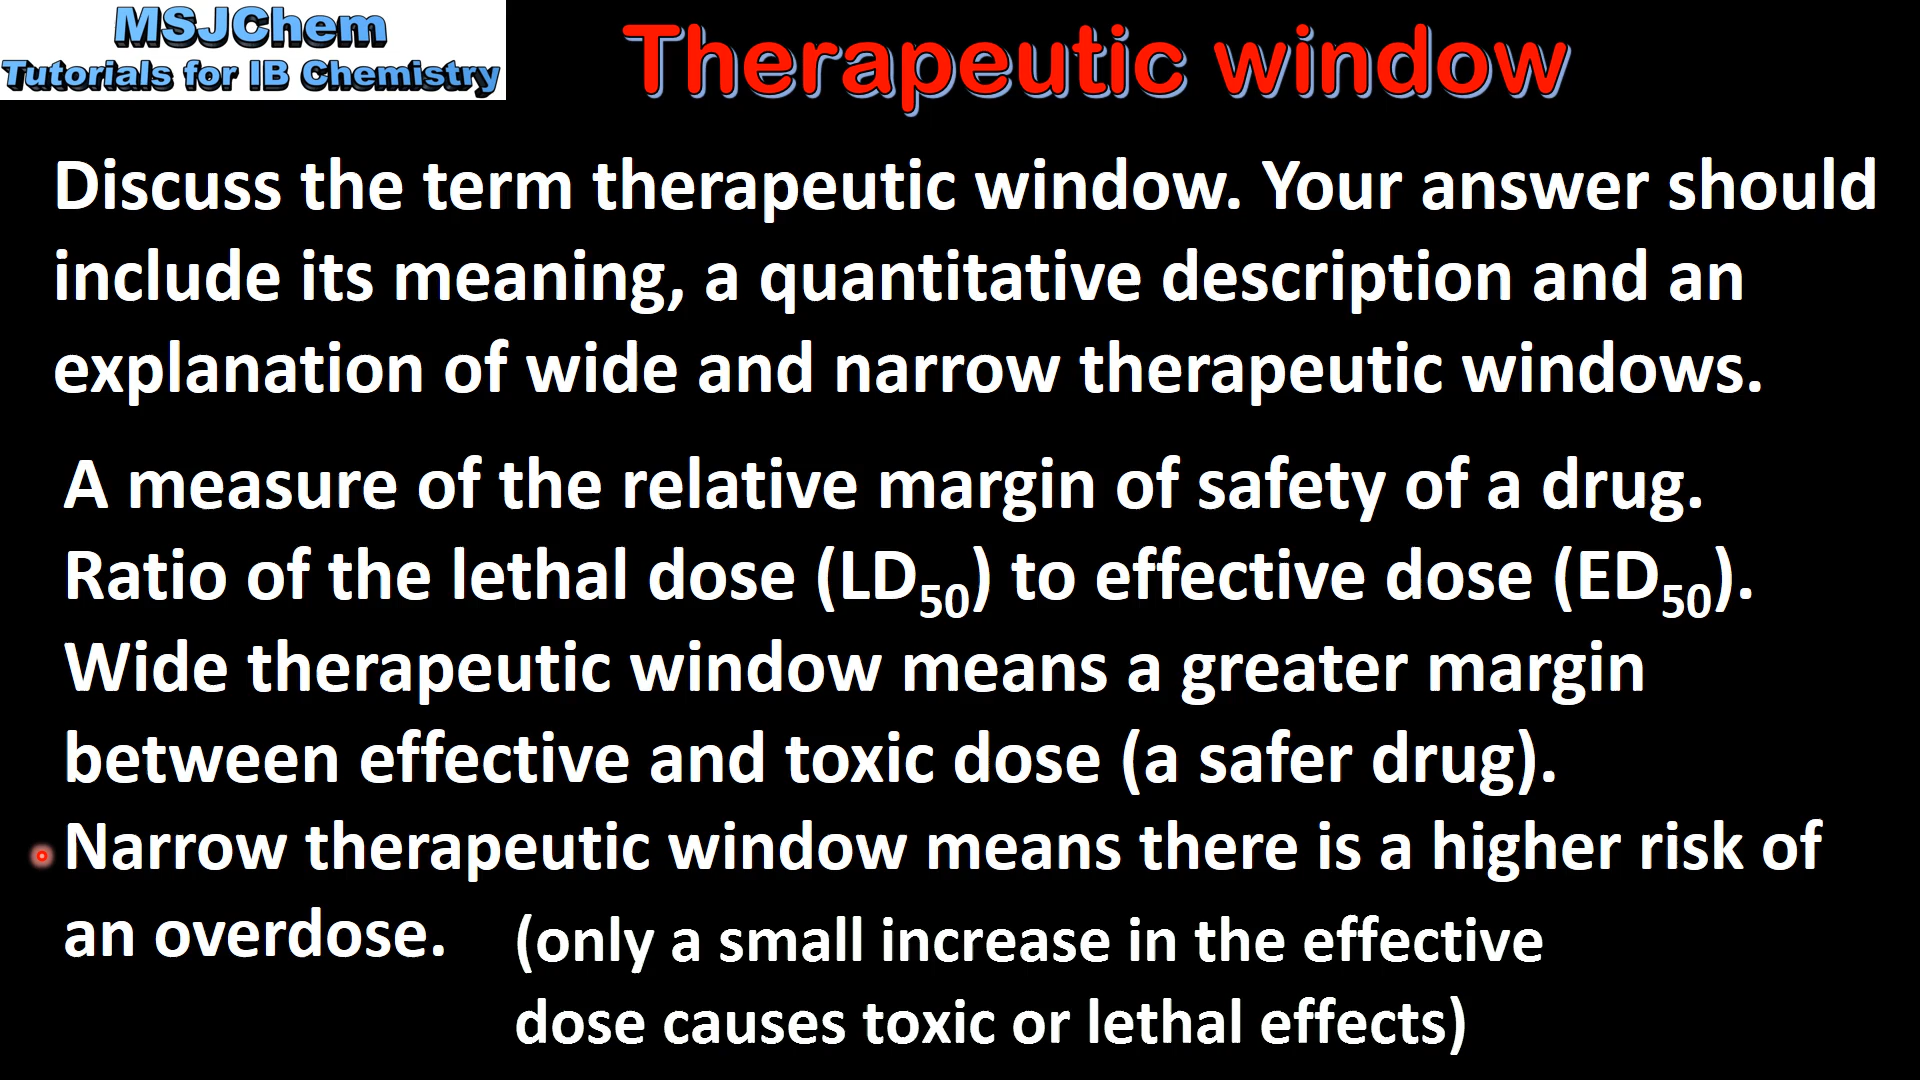 MSJChem
Tutorials for IB Chemistry
Therapeutic window
Discuss the term therapeutic window. Your answer should
include its meaning, a quantitative description and an
explanation of wide and narrow therapeutic windows.
A measure of the relative margin of safety of a drug.
Ratio of the lethal dose (LD₅₀) to effective dose (ED₅₀).
Wide therapeutic window means a greater margin
between effective and toxic dose (a safer drug).
Narrow therapeutic window means there is a higher risk of
an overdose.
(only a small increase in the effective
dose causes toxic or lethal effects)